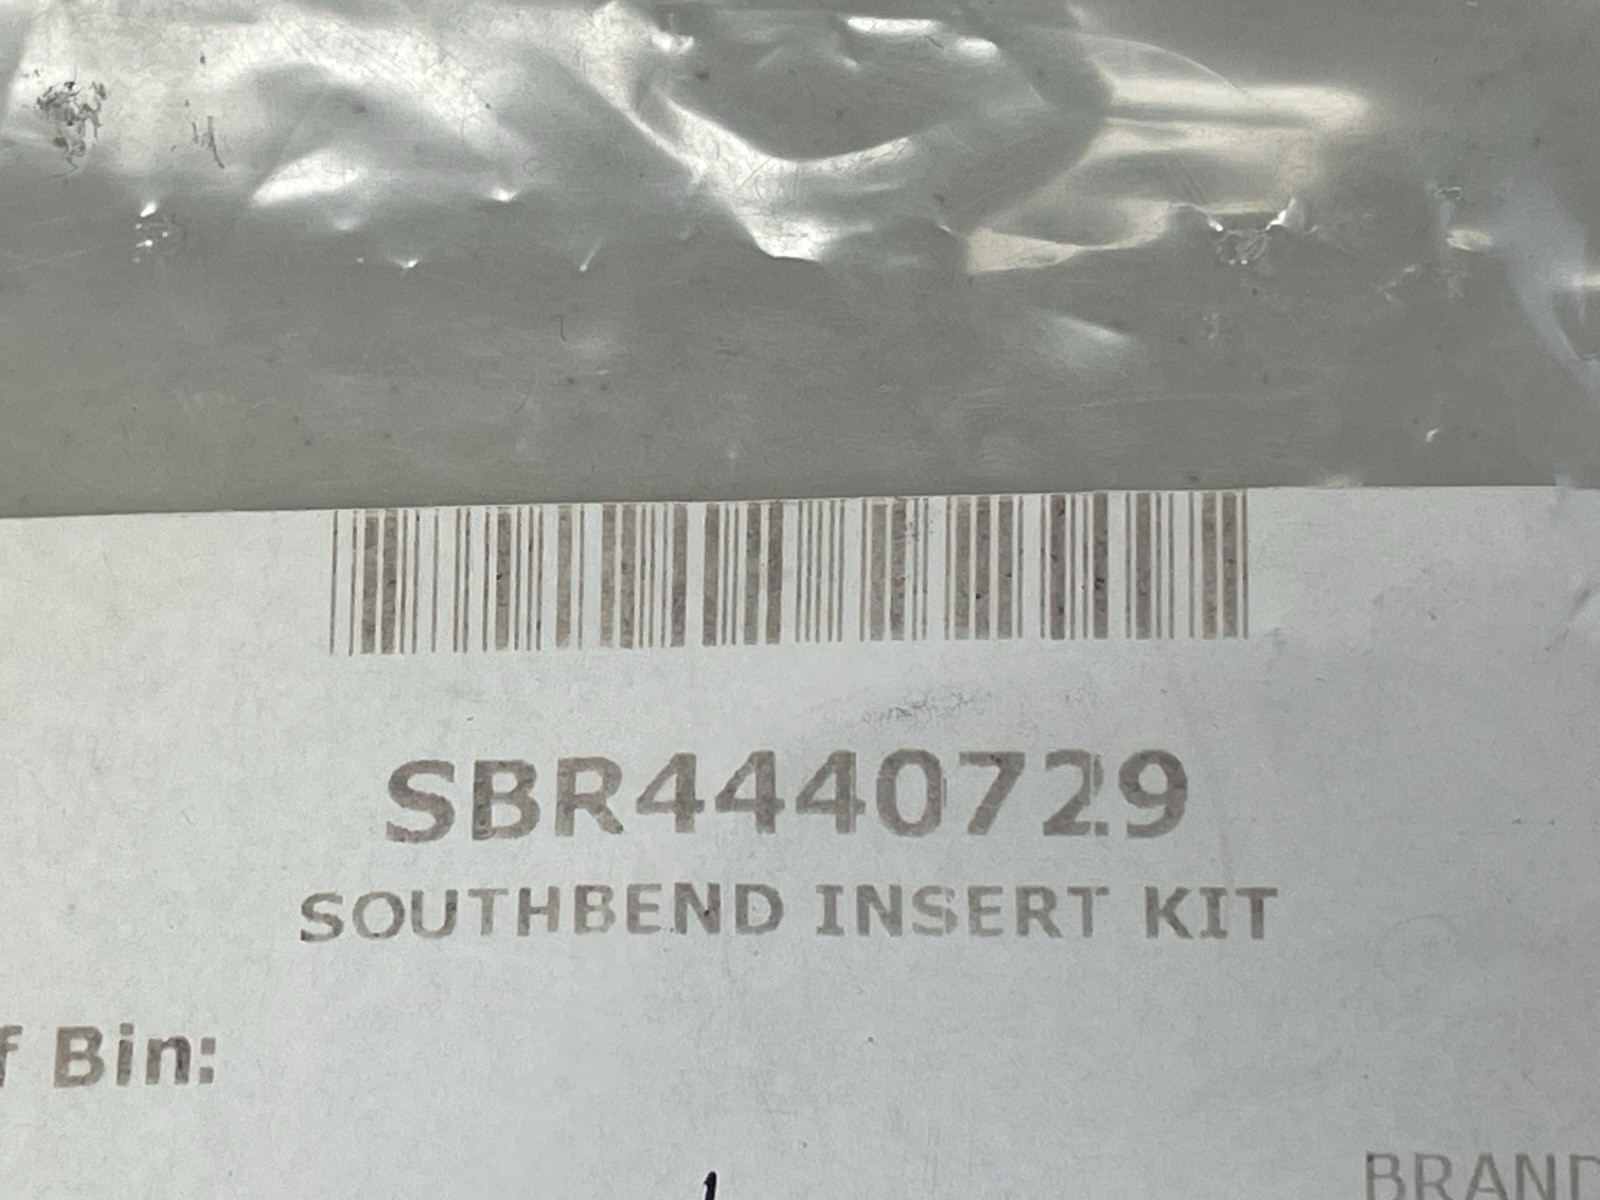 SBR4440729
SOUTHBEND INSERT KIT
f Bin:
BRAND